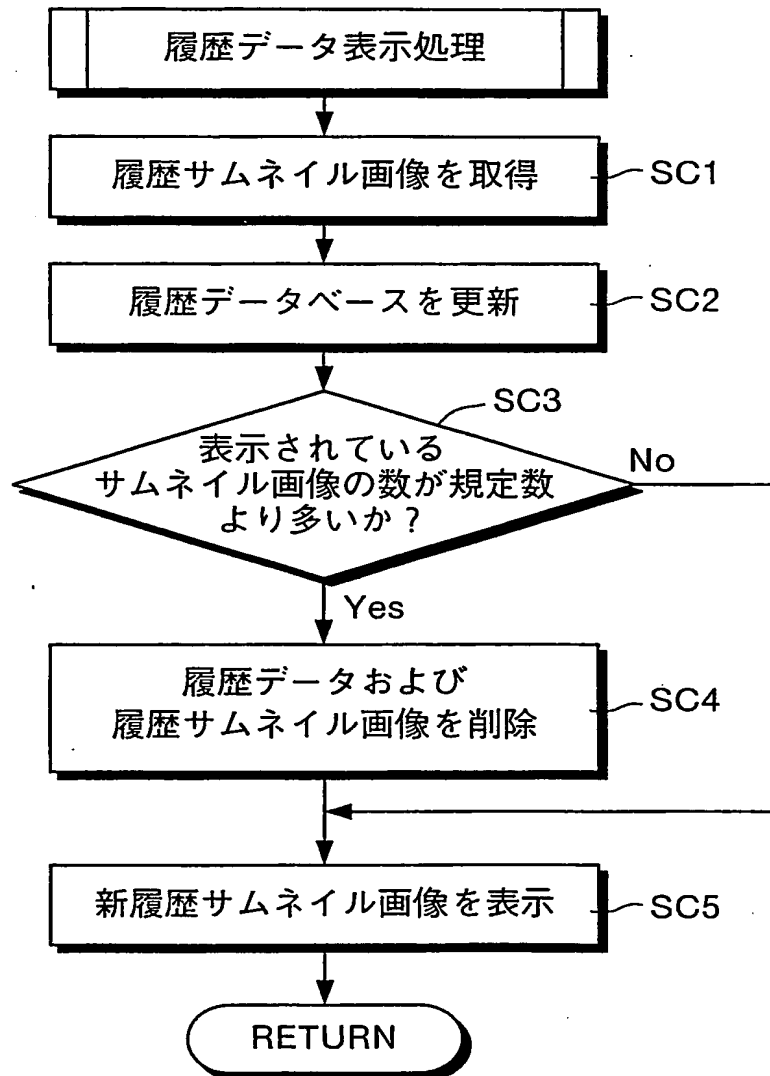 履歴データ表示処理
履歴サムネイル画像を取得
SC1
履歴データベースを更新
SC2
SC3
表示されている
サムネイル画像の数が規定数
より多いか?
No
Yes
履歴データおよび
履歴サムネイル画像を削除
SC4
新履歴サムネイル画像を表示
SC5
RETURN